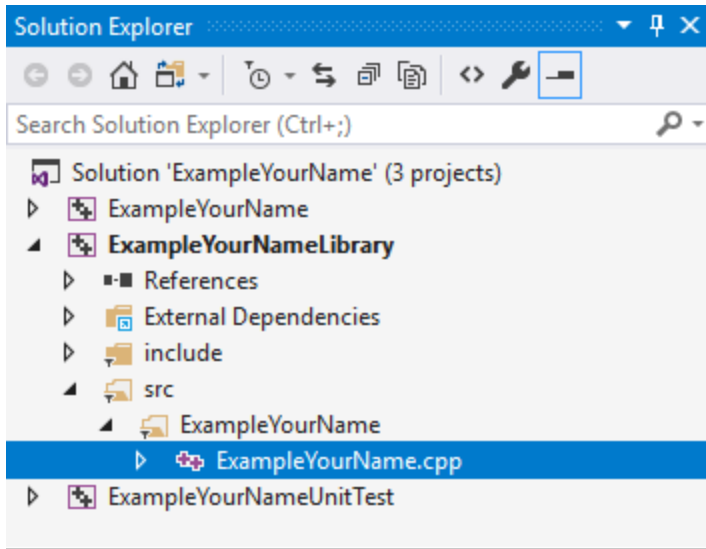 Solution Explorer
Search Solution Explorer (Ctrl+;)
Solution 'ExampleYourName' (3 projects)
ExampleYourName
ExampleYourNameLibrary
References
External Dependencies
include
src
ExampleYourName
ExampleYourName.cpp
ExampleYourNameUnitTest